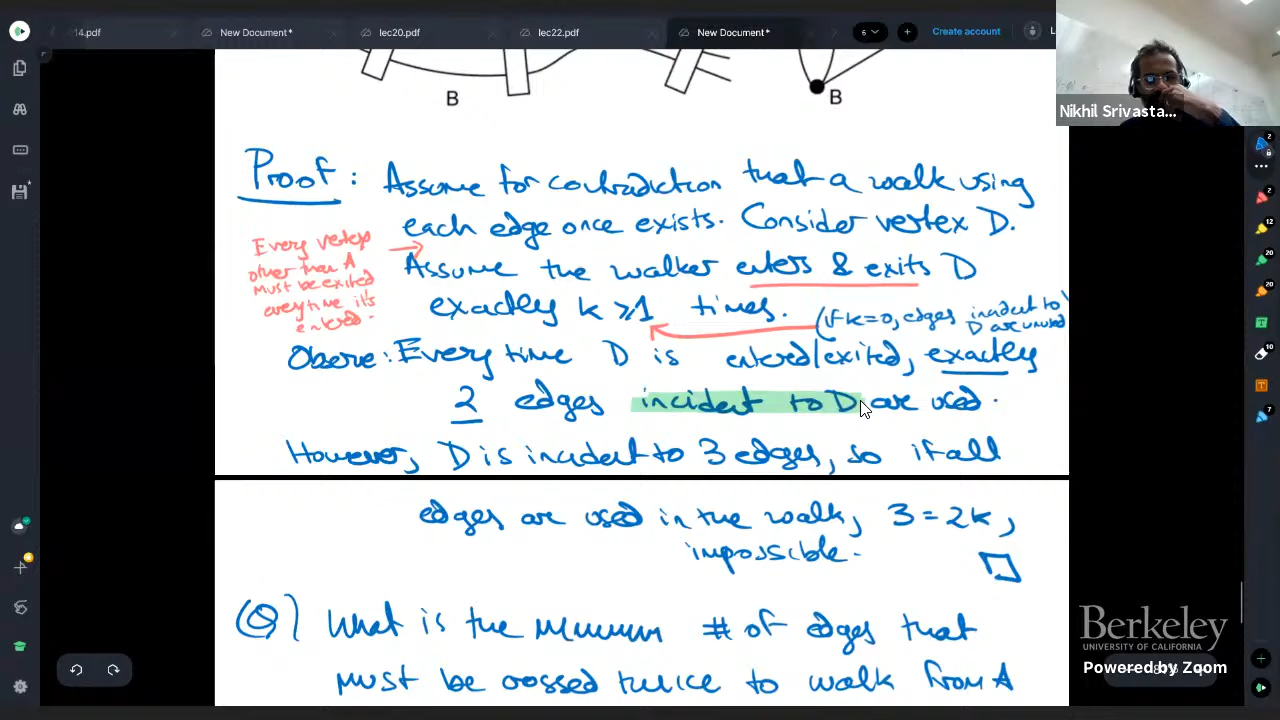 14.pdf
New Document*
lec20.pdf
lec22.pdf
New Document*
6
Create account
Nikhil Srivasta...
B
B
Proof: Assume for contradiction that a walk using
each edge once exists. Consider vertex D.
Every vertex
other than A
must be exited
every time it's
entered.
Assume the walker enters & exits D
exactly k ≥ 1 times.
(if k=0, edges incident to
D are unused
Observe: Every time D is entered/exited, exactly
2 edges incident to D are used.
However, D is incident to 3 edges, so if all
edges are used in the walk, 3 = 2k,
impossible.
(Q) What is the minimum # of edges that
must be crossed twice to walk from A
Berkeley
UNIVERSITY OF CALIFORNIA
Powered by Zoom